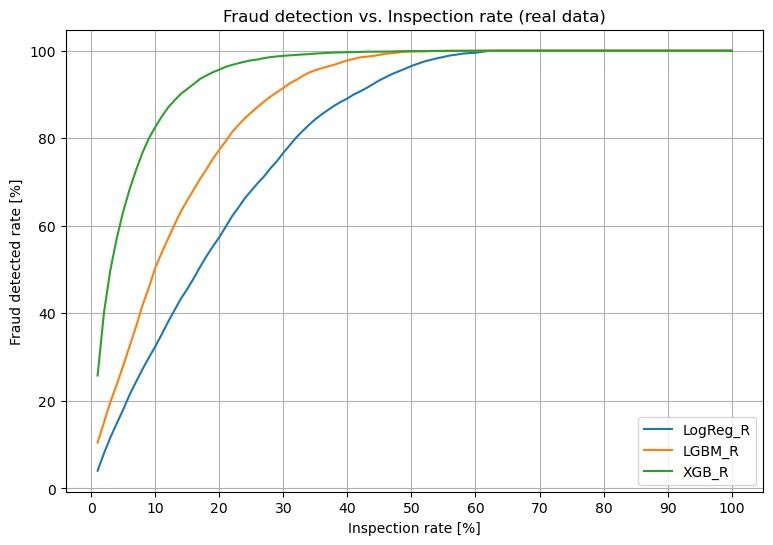 Fraud detection vs. Inspection rate (real data)
Fraud detected rate [%]
100
80
60
40
20
0
LogReg_R
LGBM_R
XGB_R
0 10 20 30 40 50 60 70 80 90 100
Inspection rate [%]